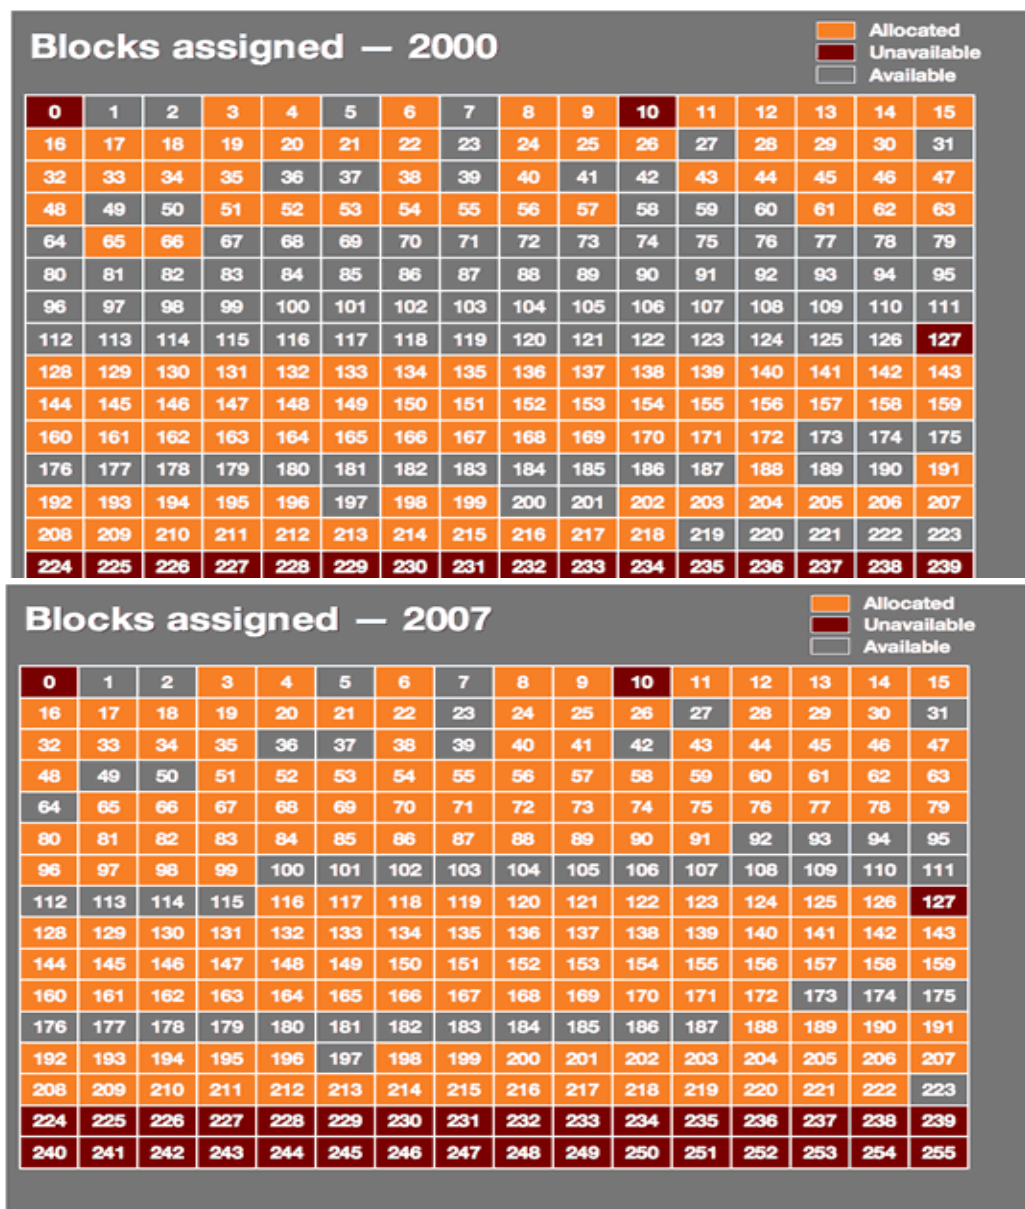 Blocks assigned — 2000
Allocated
Unavailable
Available
0 1 2 3 4 5 6 7 8 9 10 11 12 13 14 15
16 17 18 19 20 21 22 23 24 25 26 27 28 29 30 31
32 33 34 35 36 37 38 39 40 41 42 43 44 45 46 47
48 49 50 51 52 53 54 55 56 57 58 59 60 61 62 63
64 65 66 67 68 69 70 71 72 73 74 75 76 77 78 79
80 81 82 83 84 85 86 87 88 89 90 91 92 93 94 95
96 97 98 99 100 101 102 103 104 105 106 107 108 109 110 111
112 113 114 115 116 117 118 119 120 121 122 123 124 125 126 127
128 129 130 131 132 133 134 135 136 137 138 139 140 141 142 143
144 145 146 147 148 149 150 151 152 153 154 155 156 157 158 159
160 161 162 163 164 165 166 167 168 169 170 171 172 173 174 175
176 177 178 179 180 181 182 183 184 185 186 187 188 189 190 191
192 193 194 195 196 197 198 199 200 201 202 203 204 205 206 207
208 209 210 211 212 213 214 215 216 217 218 219 220 221 222 223
224 225 226 227 228 229 230 231 232 233 234 235 236 237 238 239
Blocks assigned — 2007
Allocated
Unavailable
Available
0 1 2 3 4 5 6 7 8 9 10 11 12 13 14 15
16 17 18 19 20 21 22 23 24 25 26 27 28 29 30 31
32 33 34 35 36 37 38 39 40 41 42 43 44 45 46 47
48 49 50 51 52 53 54 55 56 57 58 59 60 61 62 63
64 65 66 67 68 69 70 71 72 73 74 75 76 77 78 79
80 81 82 83 84 85 86 87 88 89 90 91 92 93 94 95
96 97 98 99 100 101 102 103 104 105 106 107 108 109 110 111
112 113 114 115 116 117 118 119 120 121 122 123 124 125 126 127
128 129 130 131 132 133 134 135 136 137 138 139 140 141 142 143
144 145 146 147 148 149 150 151 152 153 154 155 156 157 158 159
160 161 162 163 164 165 166 167 168 169 170 171 172 173 174 175
176 177 178 179 180 181 182 183 184 185 186 187 188 189 190 191
192 193 194 195 196 197 198 199 200 201 202 203 204 205 206 207
208 209 210 211 212 213 214 215 216 217 218 219 220 221 222 223
224 225 226 227 228 229 230 231 232 233 234 235 236 237 238 239
240 241 242 243 244 245 246 247 248 249 250 251 252 253 254 255